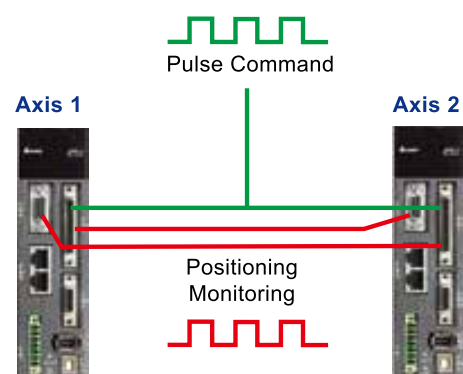 Pulse Command
Axis 1
Axis 2
Positioning
Monitoring